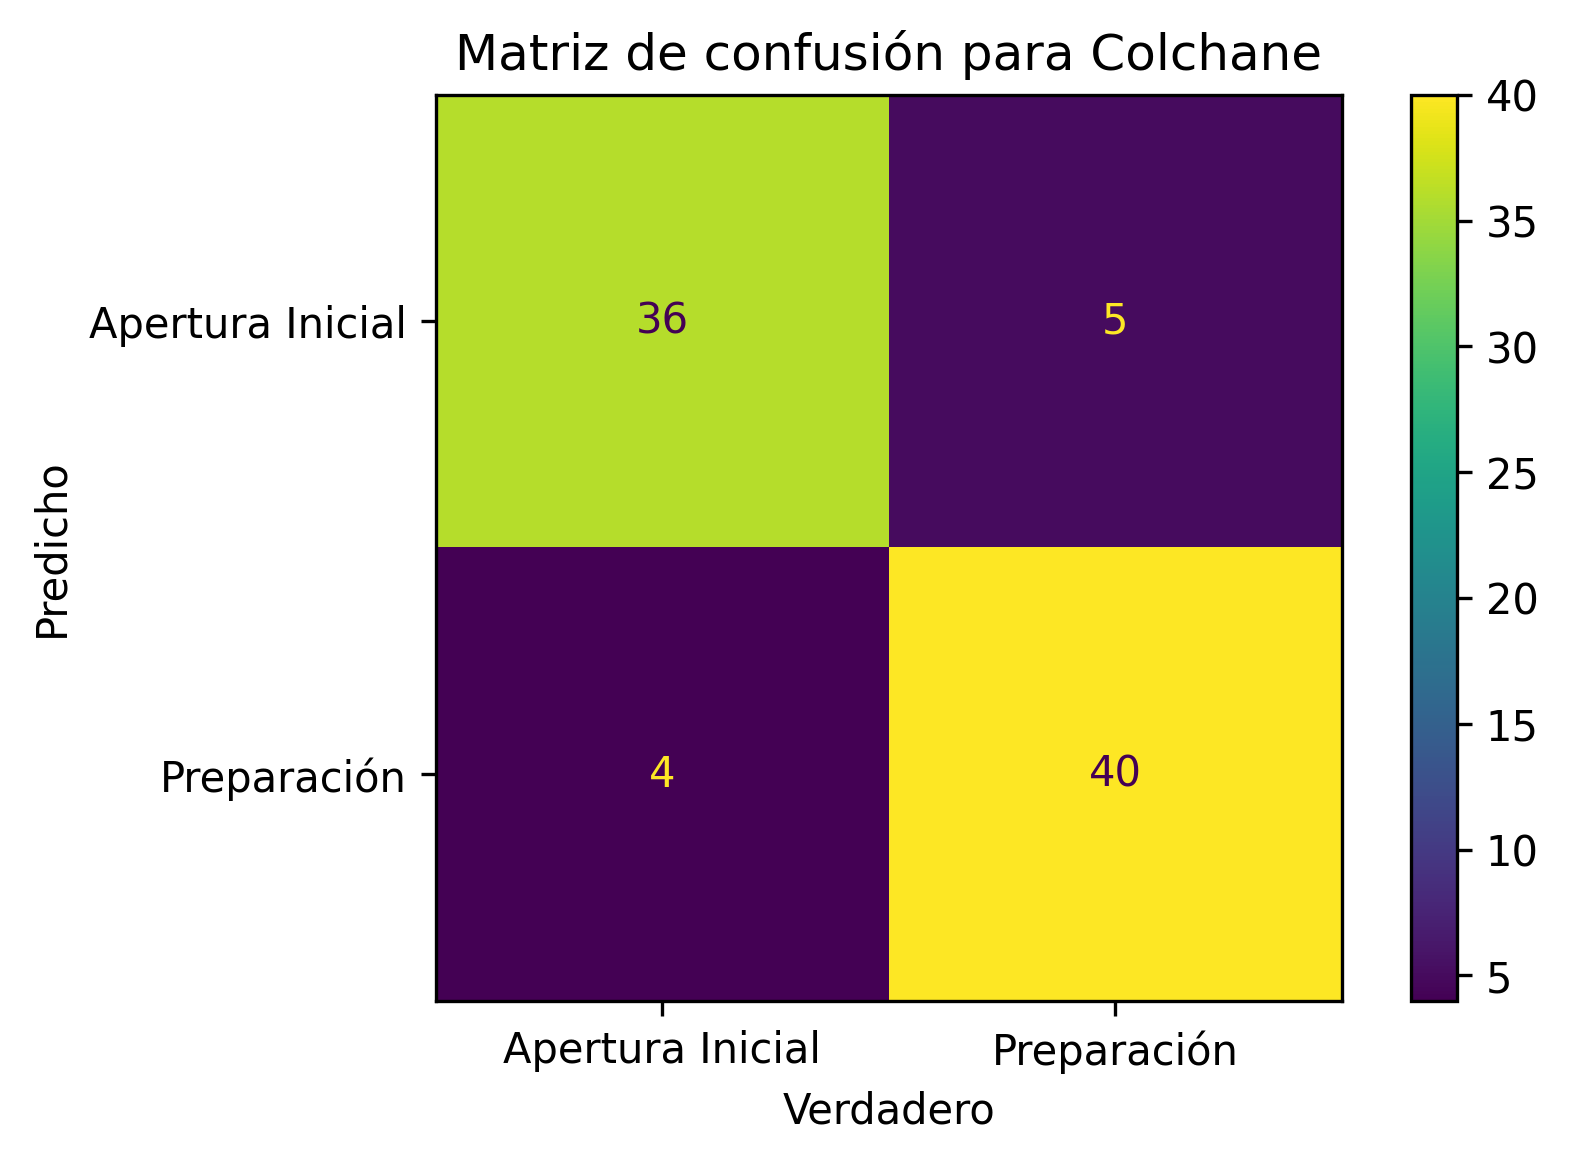 Matriz de confusión para Colchane
40
35
30
25
20
15
10
5
Predicho
Apertura Inicial
36
5
Preparación
4
40
Apertura Inicial
Preparación
Verdadero